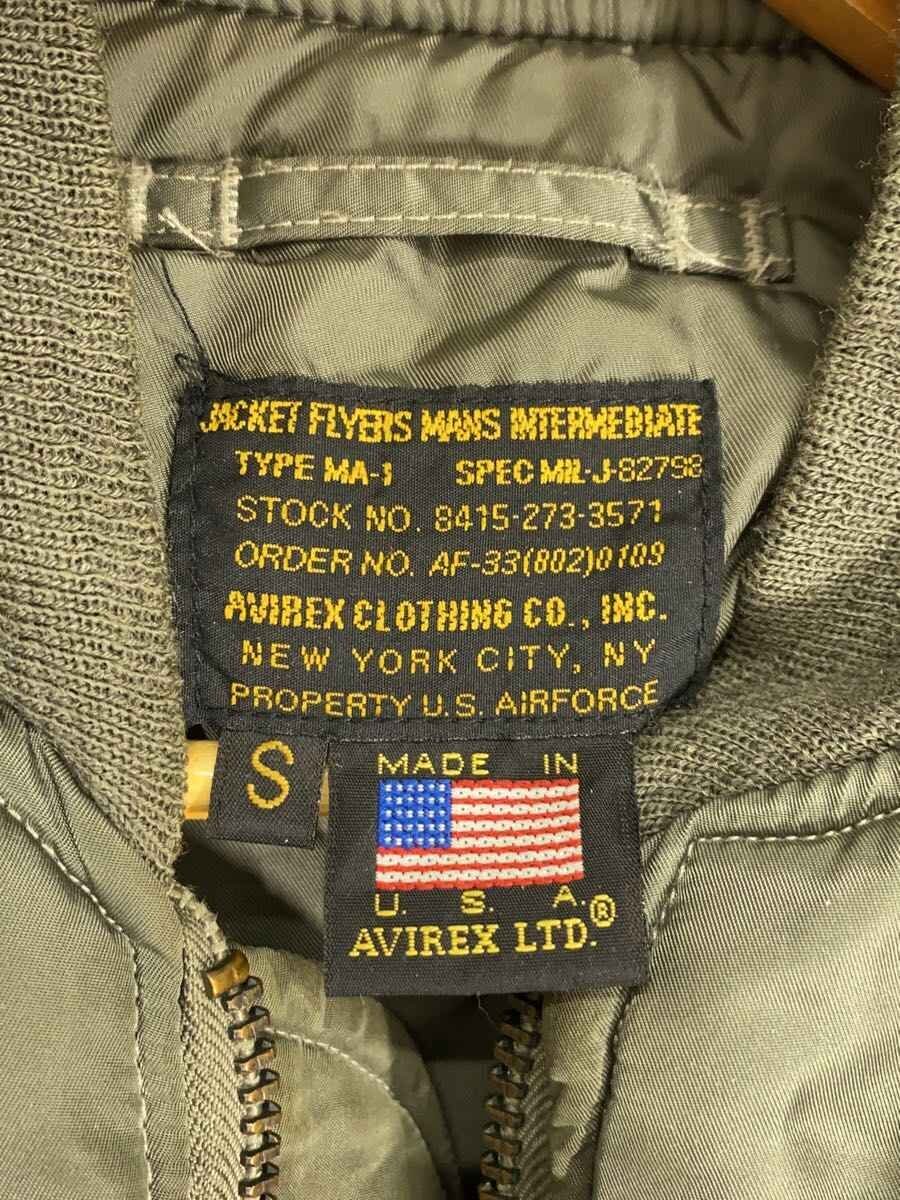 JACKET FLYERS MANS INTERMEDIATE
TYPE MA-1 SPEC MIL-J-82798
STOCK NO. 8415-273-3571
ORDER NO. AF-33(802)0109
AVIREX CLOTHING CO., INC.
NEW YORK CITY, NY
PROPERTY U.S. AIRFORCE
S
MADE IN
U. S. A.
AVIREX LTD.®